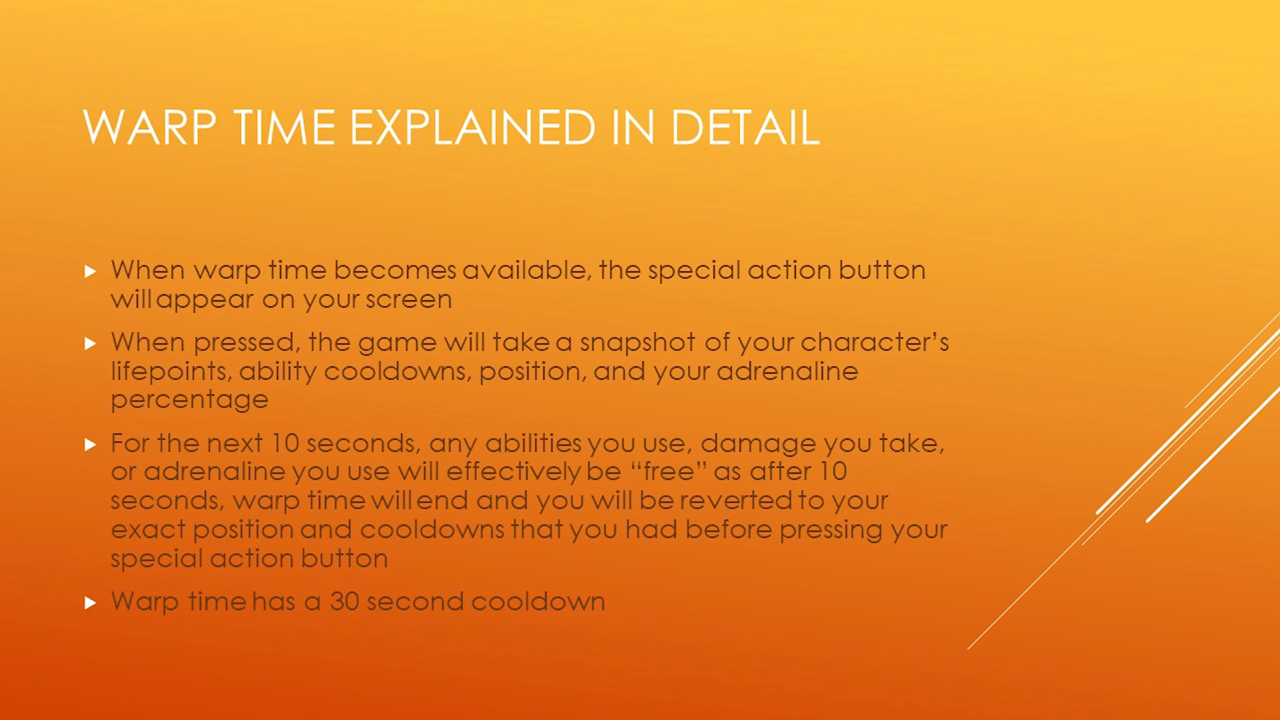 WARP TIME EXPLAINED IN DETAIL
When warp time becomes available, the special action button
will appear on your screen
When pressed, the game will take a snapshot of your character’s
lifepoints, ability cooldowns, position, and your adrenaline
percentage
For the next 10 seconds, any abilities you use, damage you take,
or adrenaline you use will effectively be “free” as after 10
seconds, warp time will end and you will be reverted to your
exact position and cooldowns that you had before pressing your
special action button
Warp time has a 30 second cooldown